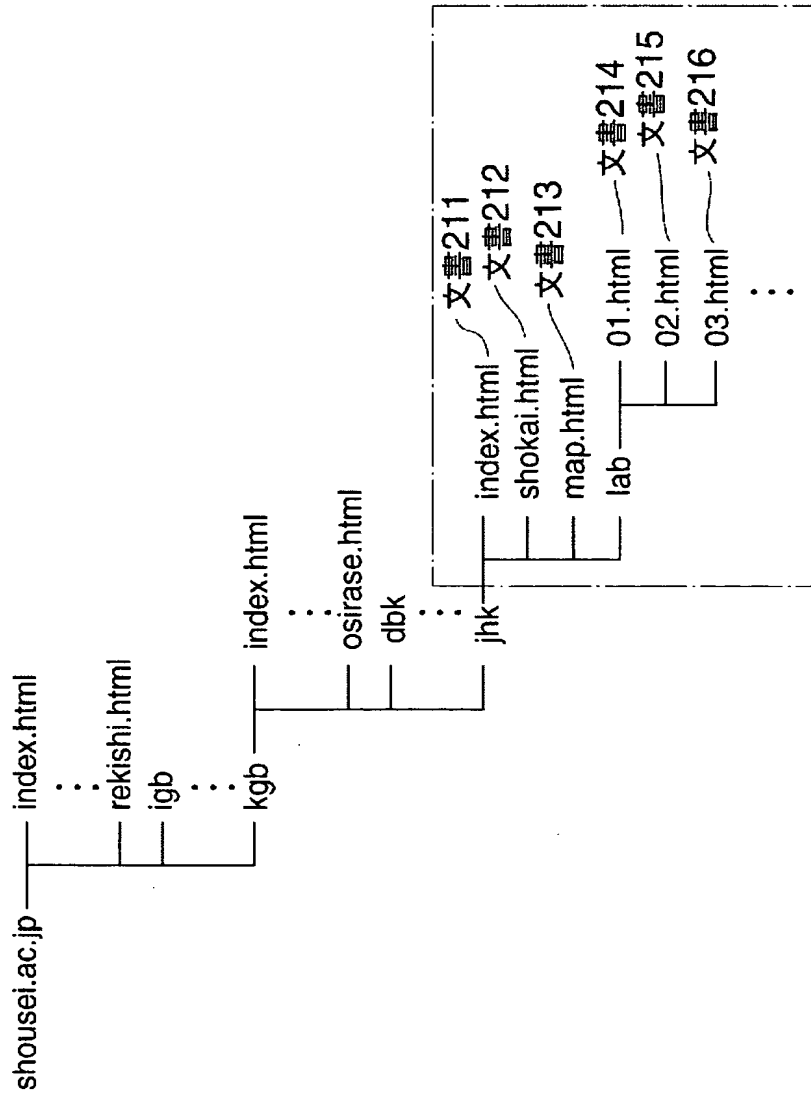 shousei.ac.jp
index.html
rekishi.html
igb
kgb
index.html
osirase.html
dbk
jhk
index.html 文書211
shokai.html 文書212
map.html 文書213
lab
01.html 文書214
02.html 文書215
03.html 文書216